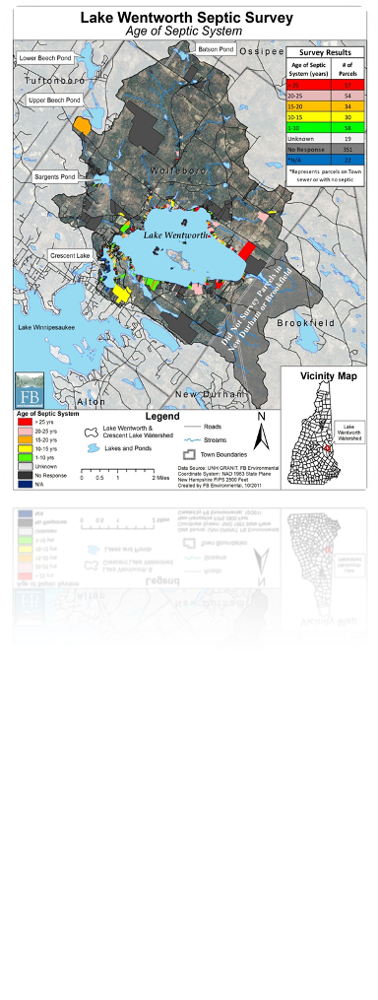 Lake Wentworth Septic Survey
Age of Septic System
Lower Beech Pond
Batson Pond
Ossipee
Tuftonboro
Upper Beech Pond
Survey Results
Age of Septic System (years) # of Parcels
> 25
20-25 54
15-20 34
10-15 30
1-10 58
Unknown 19
No Response 351
*N/A 22
*Represents parcels on Town
sewer or with no septic
Wolfeboro
Sargents Pond
Lake Wentworth
Crescent Lake
Did Not Survey Parcels in
New Durham or Brookfield
Lake Winnipesaukee
Brookfield
FB
Alton
New Durham
Vicinity Map
Lake
Wentworth
Watershed
Age of Septic System
> 25 yrs
20-25 yrs
15-20 yrs
10-15 yrs
1-10 yrs
Unknown
No Response
N/A
Legend
Lake Wentworth &
Crescent Lake Watershed
Lakes and Ponds
0 0.5 1 2 Miles
Roads
Streams
Town Boundaries
N
Data Source: UNH GRANIT, FB Environmental
Coordinate System: NAD 1983 State Plane
New Hampshire FIPS 2800 Feet
Created by FB Environmental, 10/2011